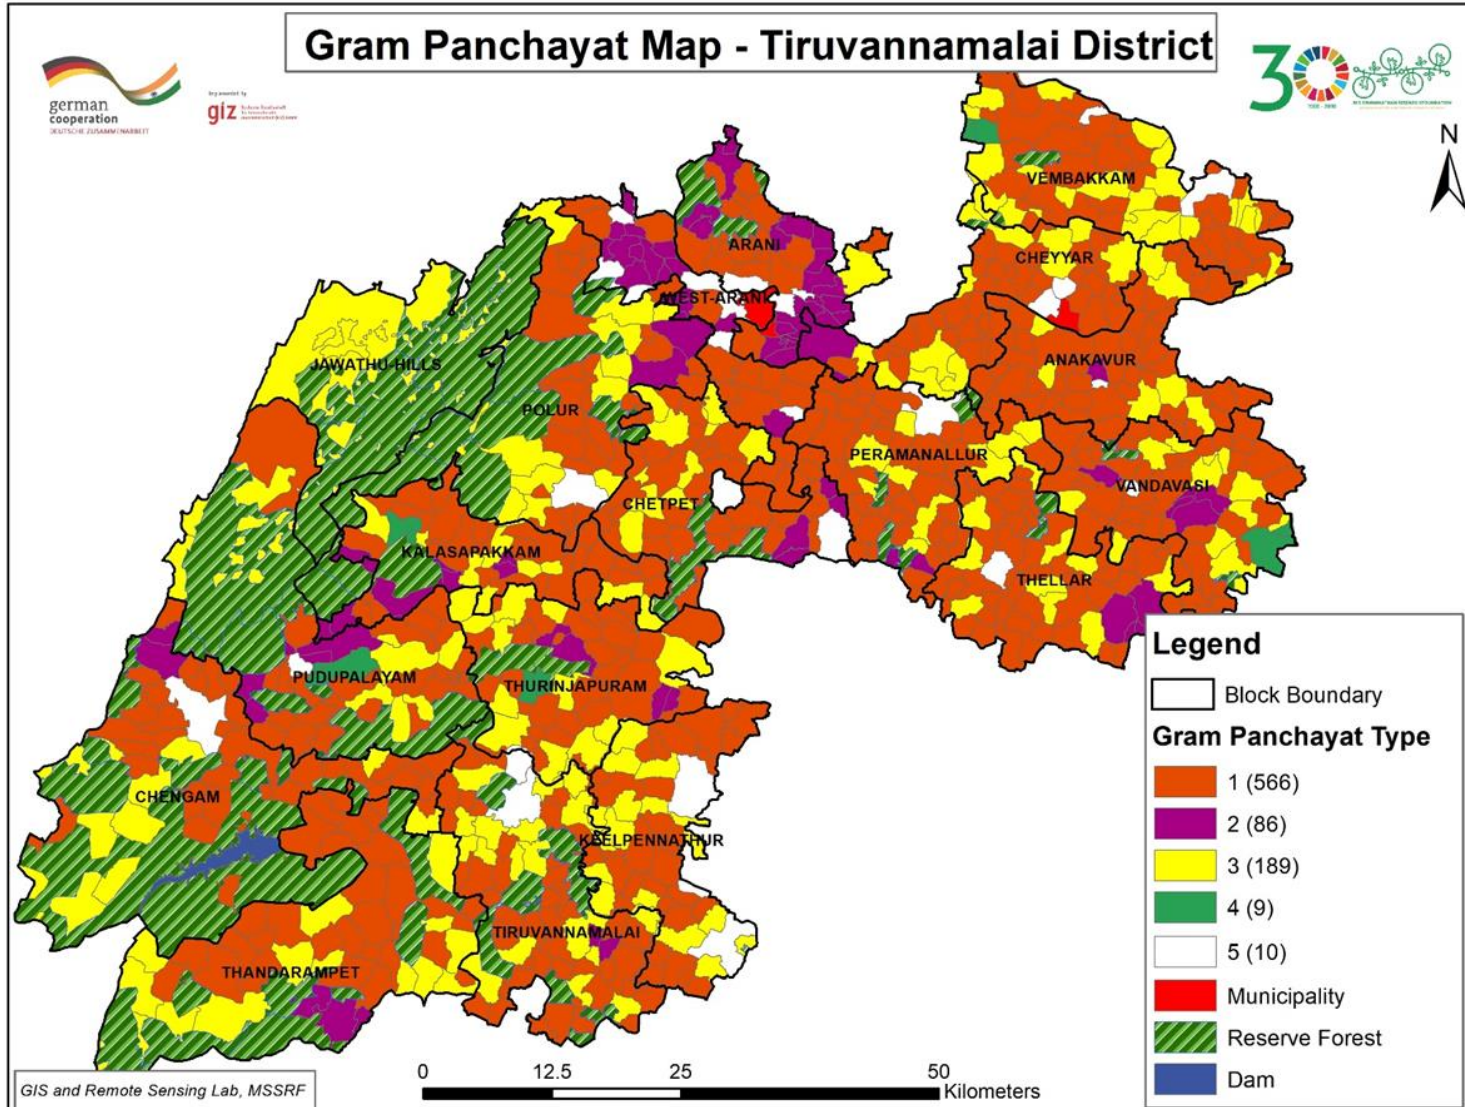 Gram Panchayat Map - Tiruvannamalai District
german
cooperation
DEUTSCHE ZUSAMMENARBEIT
giz
30
N
VEMBAKKAM
ARANI
CHEYYAR
WEST-ARANI
ANAKAVUR
JAWATHU-HILLS
POLUR
PERAMANALLUR
VANDAVASI
CHETPET
KALASAPAKKAM
THELLAR
PUDUPALAYAM
THURINJAPURAM
CHENGAM
KEELPENNATHUR
TIRUVANNAMALAI
THANDARAMPET
Legend
Block Boundary
Gram Panchayat Type
1 (566)
2 (86)
3 (189)
4 (9)
5 (10)
Municipality
Reserve Forest
Dam
0 12.5 25 50
Kilometers
GIS and Remote Sensing Lab, MSSRF